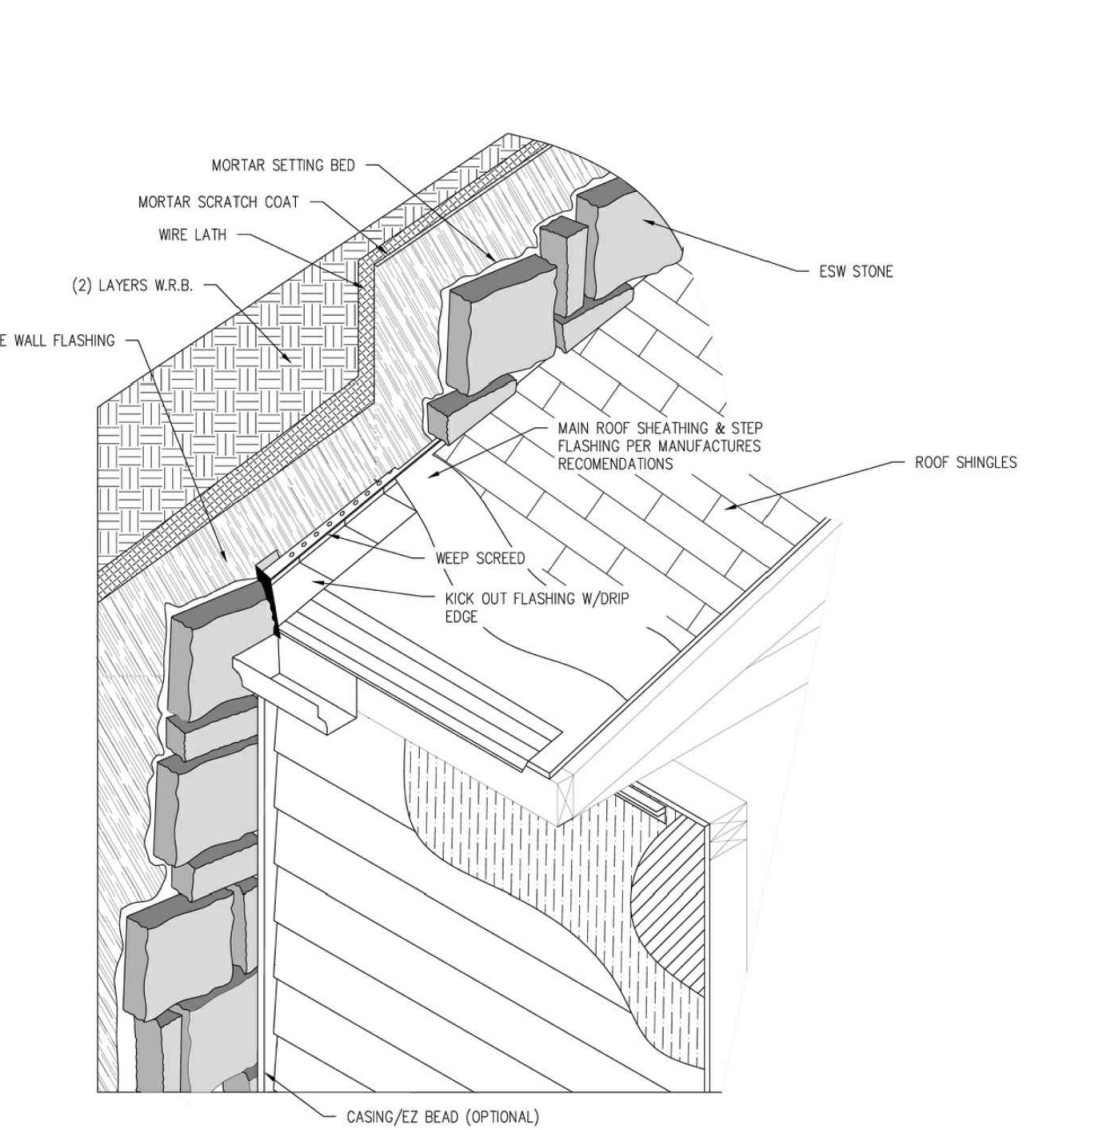 MORTAR SETTING BED
MORTAR SCRATCH COAT
WIRE LATH
ESW STONE
(2) LAYERS W.R.B.
E WALL FLASHING
MAIN ROOF SHEATHING & STEP
FLASHING PER MANUFACTURES
RECOMENDATIONS
ROOF SHINGLES
WEEP SCREED
KICK OUT FLASHING W/DRIP
EDGE
CASING/EZ BEAD (OPTIONAL)